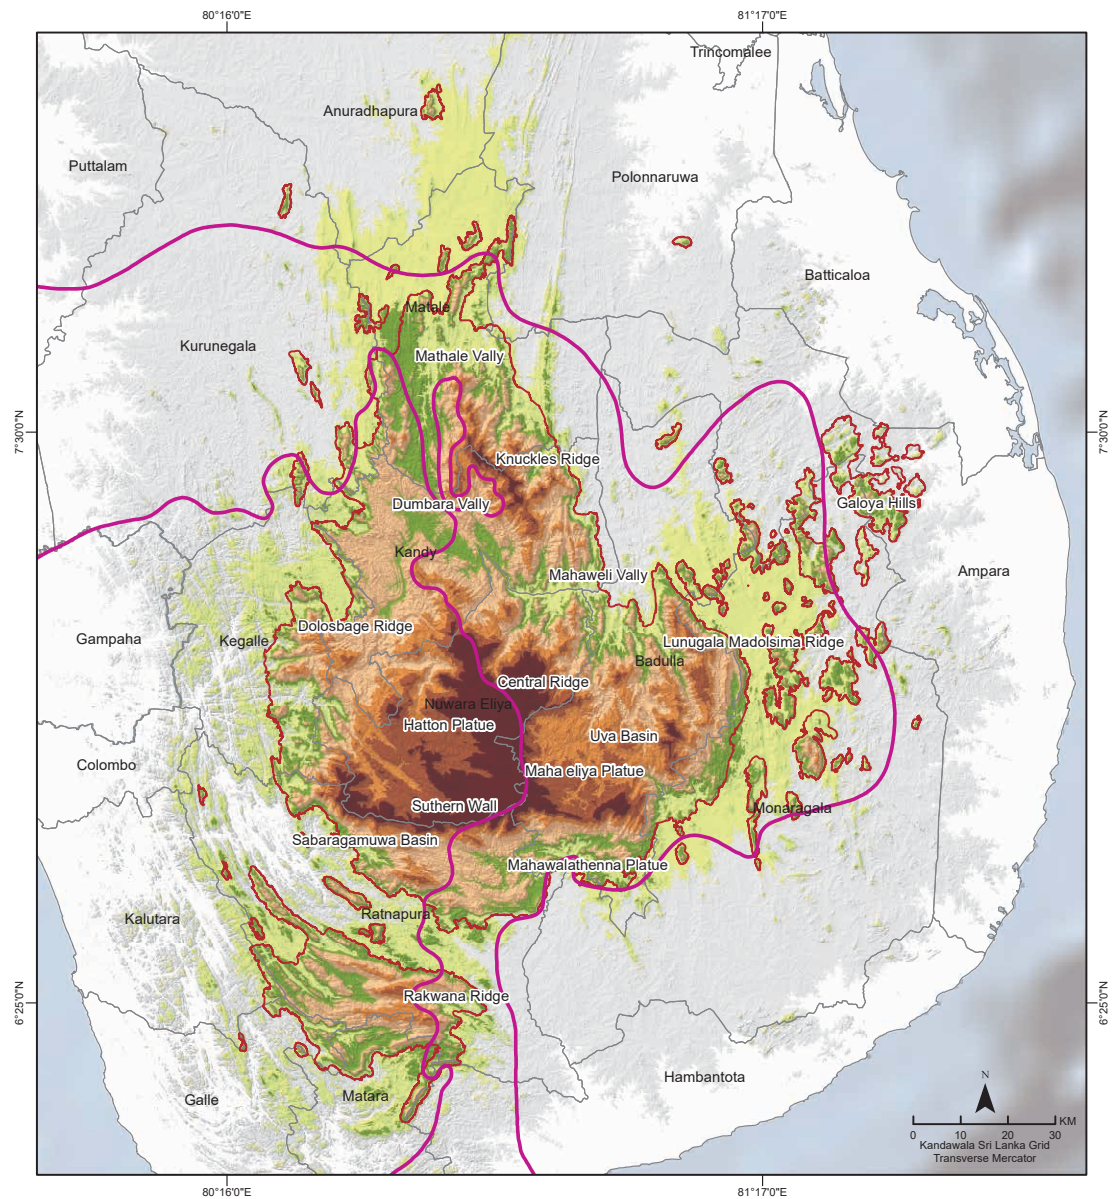 80°16'0"E
81°17'0"E
Trincomalee
Anuradhapura
Puttalam
Polonnaruwa
Batticaloa
Matale
Kurunegala
Mathale Vally
7°30'0"N
7°30'0"N
Knuckles Ridge
Dumbara Vally
Galoya Hills
Kandy
Mahaweli Vally
Ampara
Dolosbage Ridge
Gampaha
Kegalle
Lunugala Madolsima Ridge
Badulla
Central Ridge
Nuwara Eliya
Hatton Platue
Uva Basin
Colombo
Maha eliya Platue
Suthern Wall
Monaragala
Sabaragamuwa Basin
Mahawalathenna Platue
Kalutara
Ratnapura
Rakwana Ridge
6°25'0"N
6°25'0"N
Hambantota
N
Galle
Matara
KM
0 10 20 30
Kandawala Sri Lanka Grid
Transverse Mercator
80°16'0"E
81°17'0"E